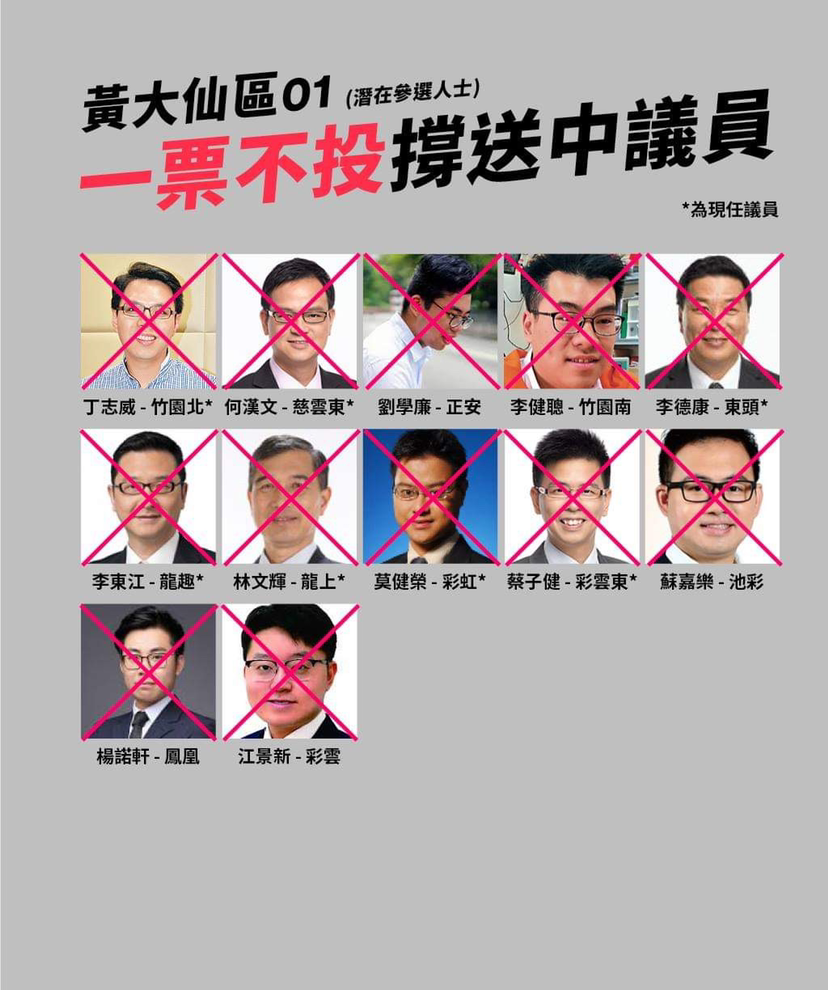 黃大仙區01 (潛在參選人士)
一票不投撐送中議員
*為現任議員
丁志威 - 竹園北* 何漢文 - 慈雲東* 劉學廉 - 正安 李健聰 - 竹園南 李德康 - 東頭*
李東江 - 龍趣* 林文輝 - 龍上* 莫健榮 - 彩虹* 蔡子健 - 彩雲東* 蘇嘉樂 - 池彩
楊諾軒 - 鳳凰 江景新 - 彩雲